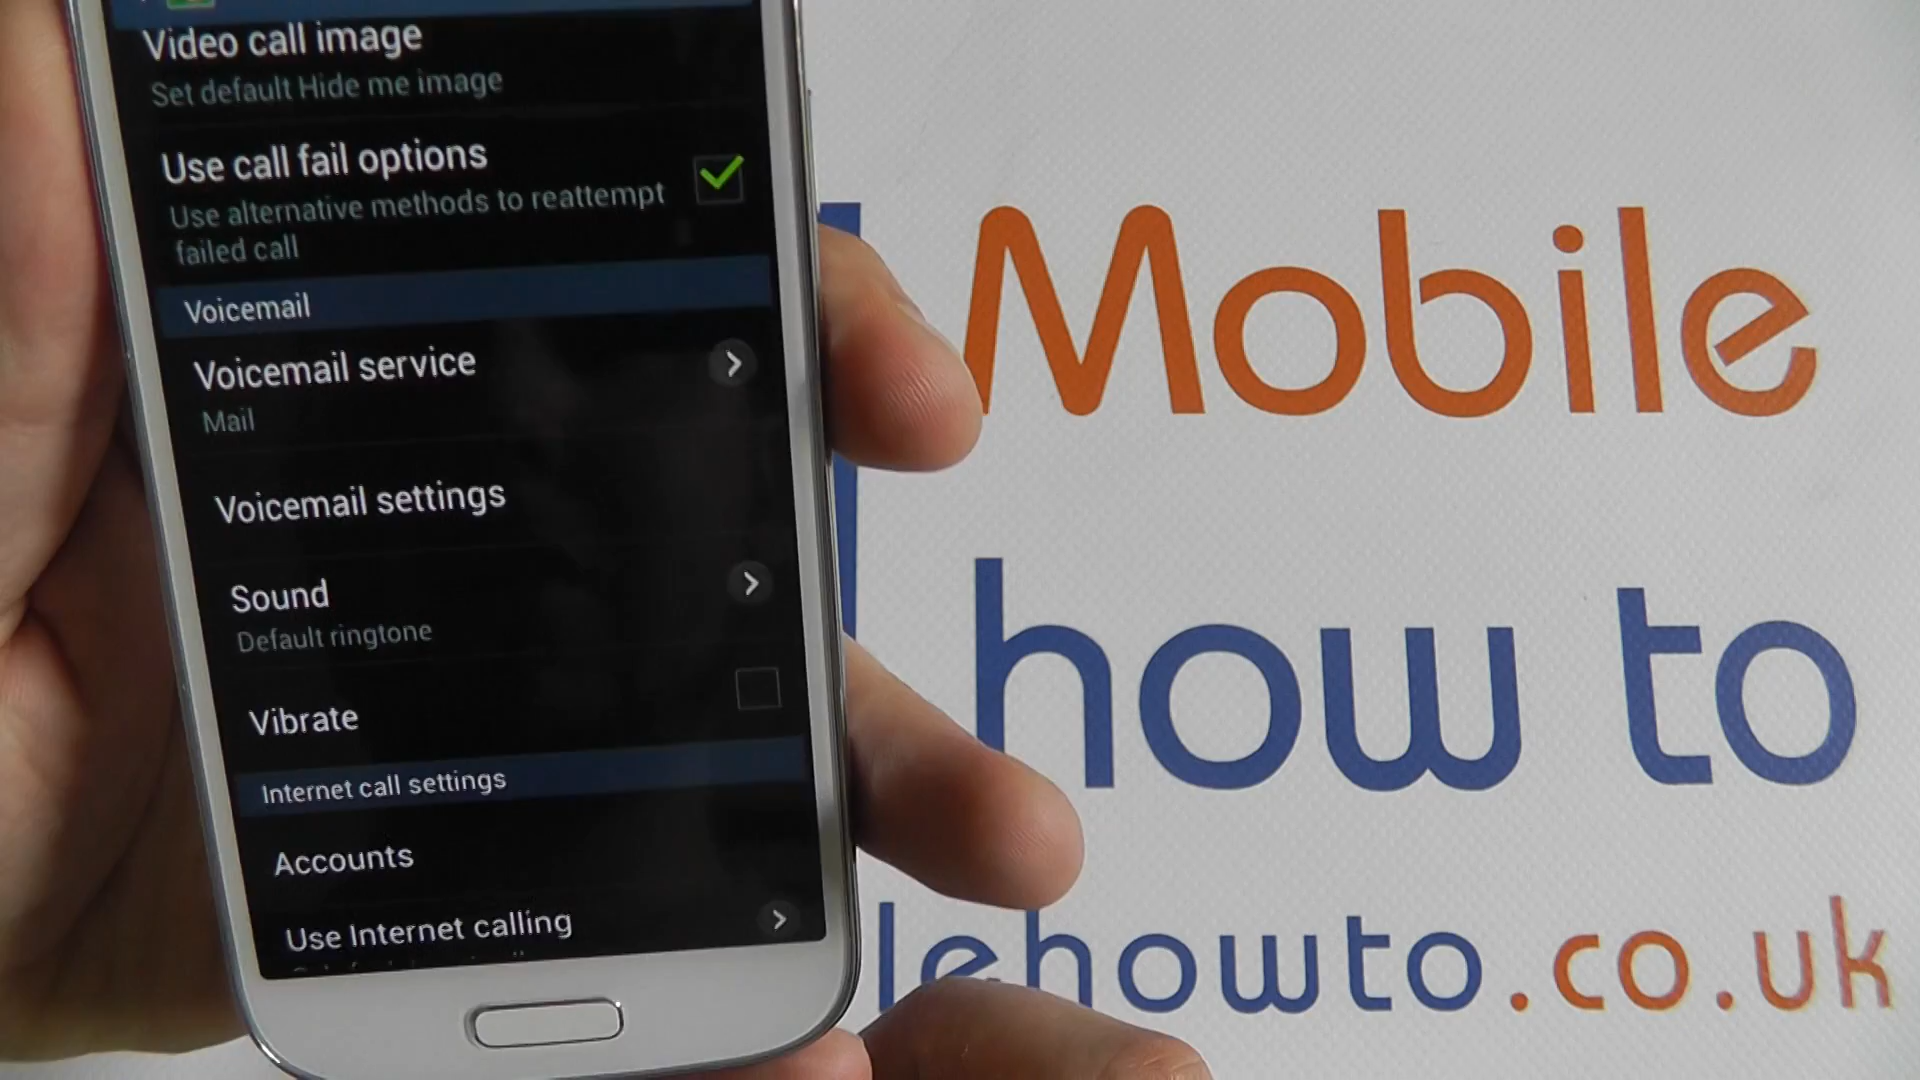 Video call image
Set default Hide me image
Use call fail options
Use alternative methods to reattempt
failed call
Voicemail
Voicemail service
Mail
Voicemail settings
Sound
Default ringtone
Vibrate
Internet call settings
Accounts
Use Internet calling
Mobile
how to
lehowto.co.uk